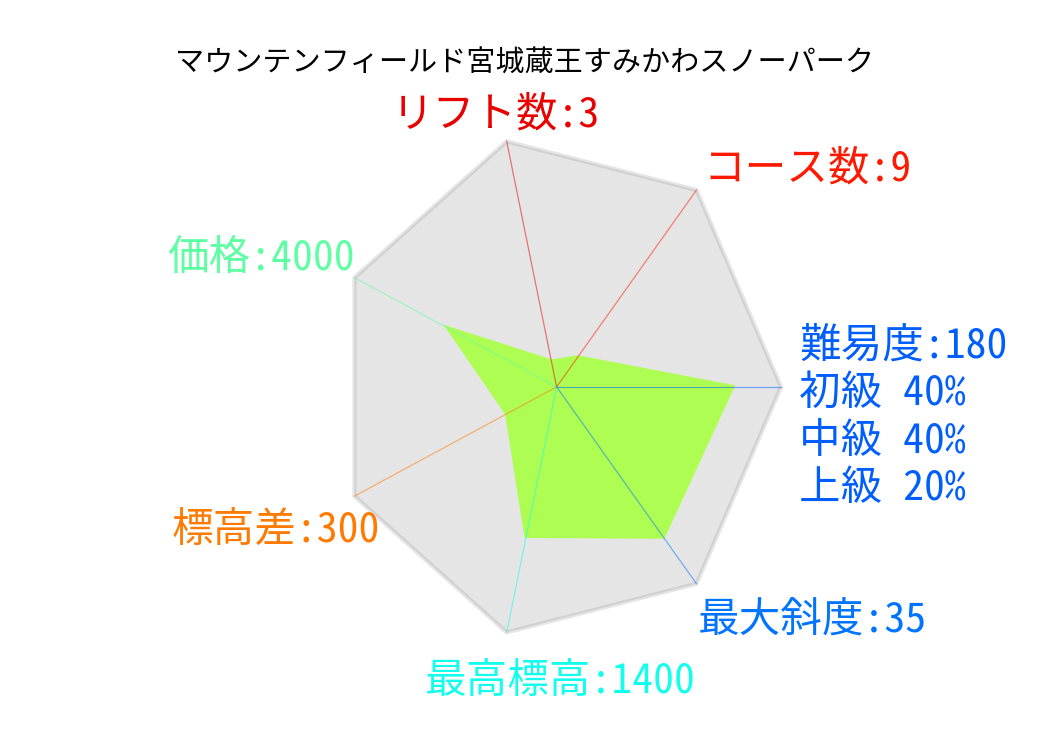 マウンテンフィールド宮城蔵王すみかわスノーパーク
リフト数:3
コース数:9
価格:4000
難易度:180
初級 40%
中級 40%
上級 20%
標高差:300
最大斜度:35
最高標高:1400